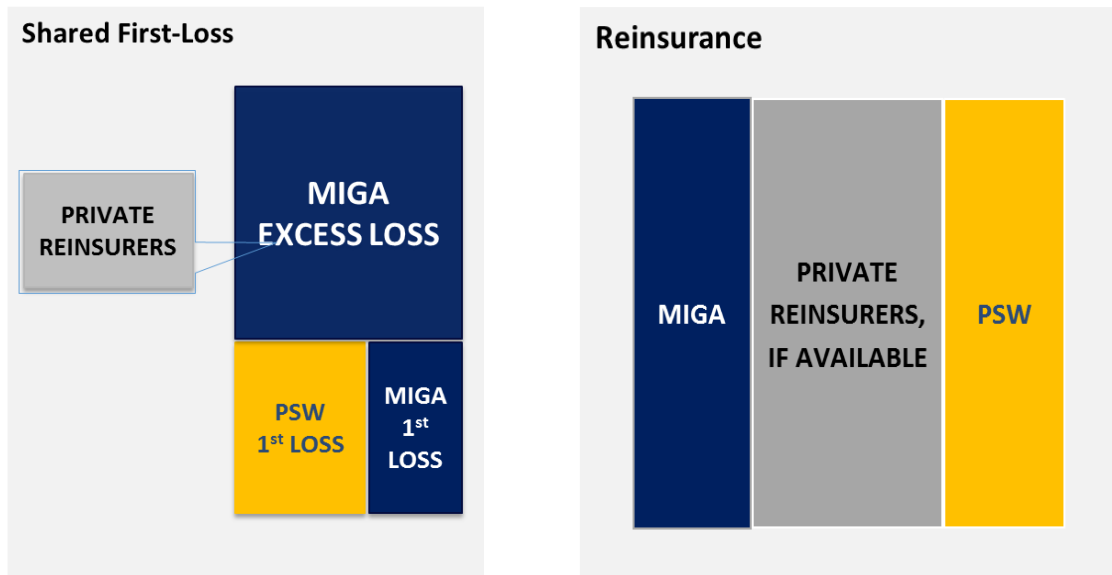 Shared First-Loss
PRIVATE
REINSURERS
MIGA
EXCESS LOSS
PSW
1st LOSS
MIGA
1st
LOSS
Reinsurance
MIGA
PRIVATE
REINSURERS,
IF AVAILABLE
PSW